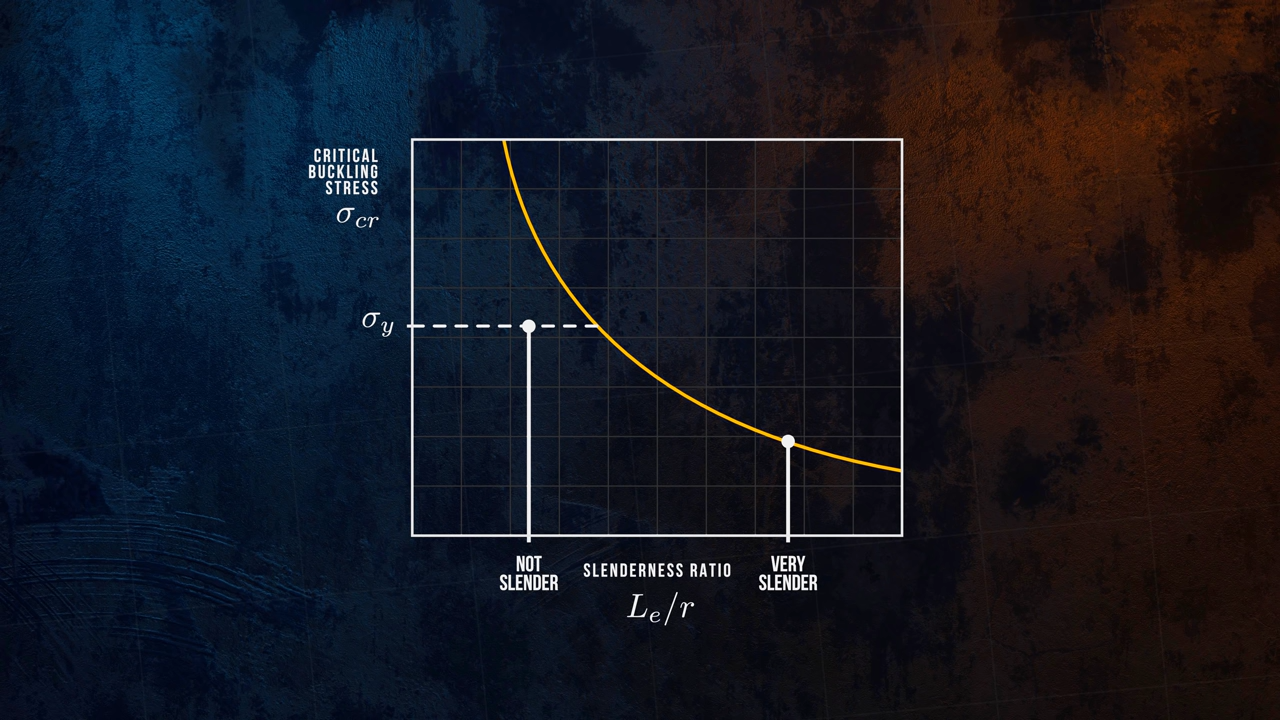 CRITICAL
BUCKLING
STRESS
σ_cr
σ_y
NOT
SLENDER
SLENDERNESS RATIO
L_e/r
VERY
SLENDER